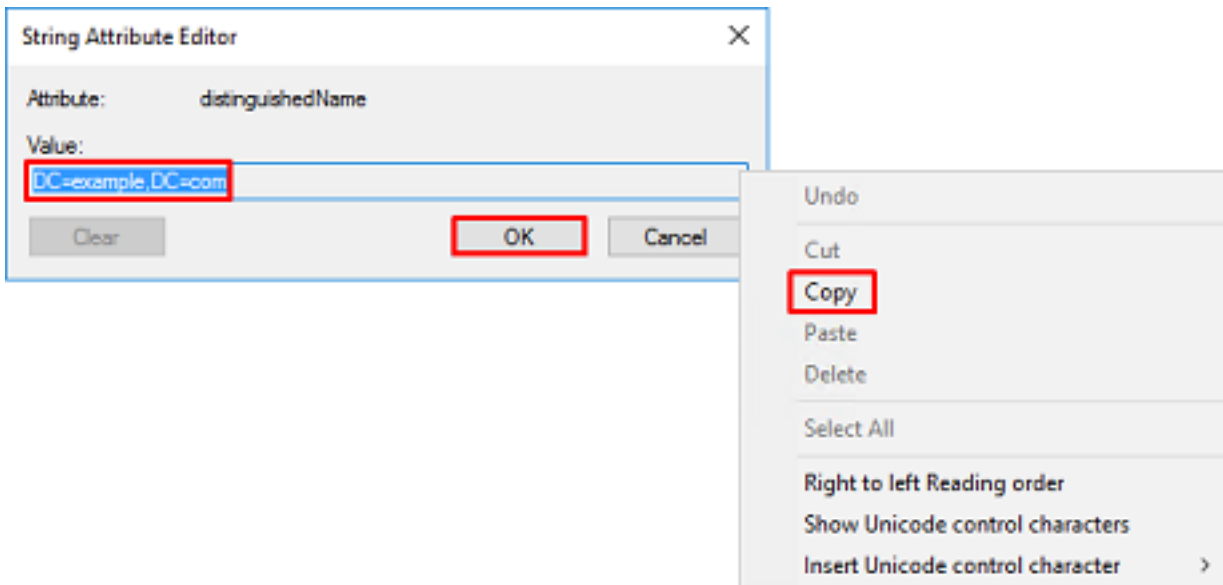 String Attribute Editor
Attribute: distinguishedName
Value:
DC=example,DC=com
Clear OK Cancel
Undo
Cut
Copy
Paste
Delete
Select All
Right to left Reading order
Show Unicode control characters
Insert Unicode control character >